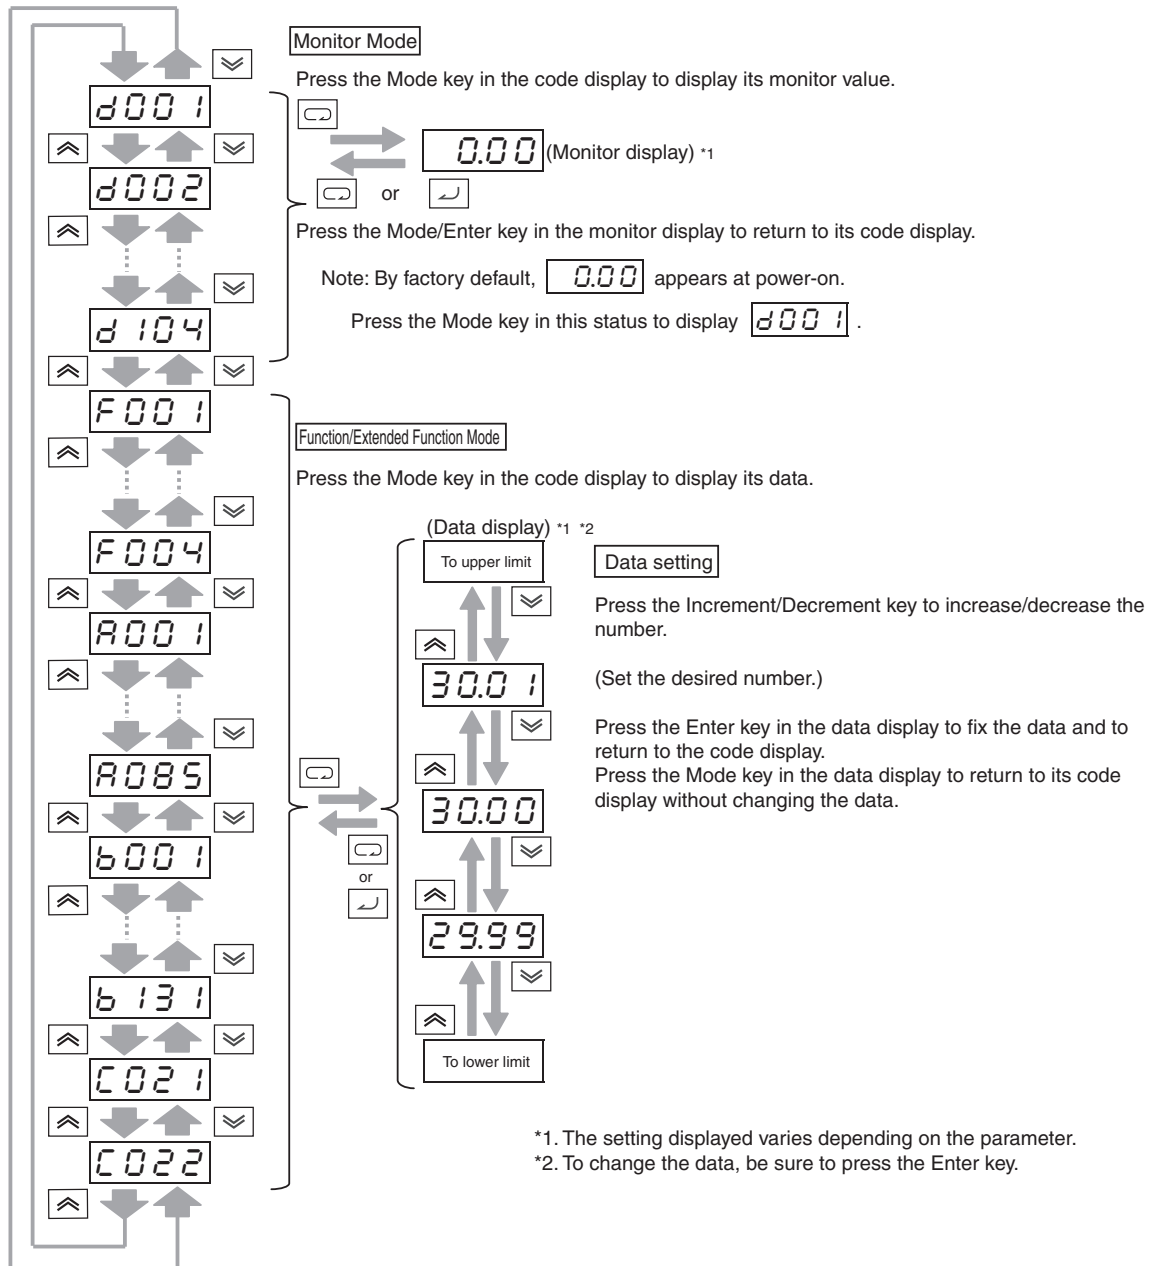 Monitor Mode
Press the Mode key in the code display to display its monitor value.
d001
0.00 (Monitor display) *1
d002
or
Press the Mode/Enter key in the monitor display to return to its code display.
Note: By factory default, 0.00 appears at power-on.
d104
Press the Mode key in this status to display d001 .
F001
Function/Extended Function Mode
Press the Mode key in the code display to display its data.
(Data display) *1 *2
F004
To upper limit
Data setting
Press the Increment/Decrement key to increase/decrease the
number.
A001
30.01
(Set the desired number.)
Press the Enter key in the data display to fix the data and to
return to the code display.
Press the Mode key in the data display to return to its code
display without changing the data.
A085
30.00
b001
or
29.99
b131
To lower limit
C021
*1. The setting displayed varies depending on the parameter.
*2. To change the data, be sure to press the Enter key.
C022